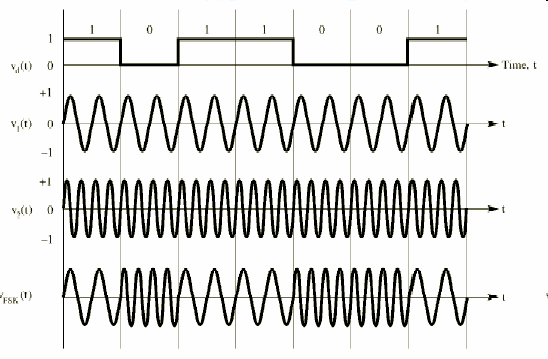 1 0 1 1 0 0 1
1
v_d(t) 0 Time, t
+1
v_1(t) 0 t
−1
+1
v_2(t) 0 t
−1
v_FSK(t) t